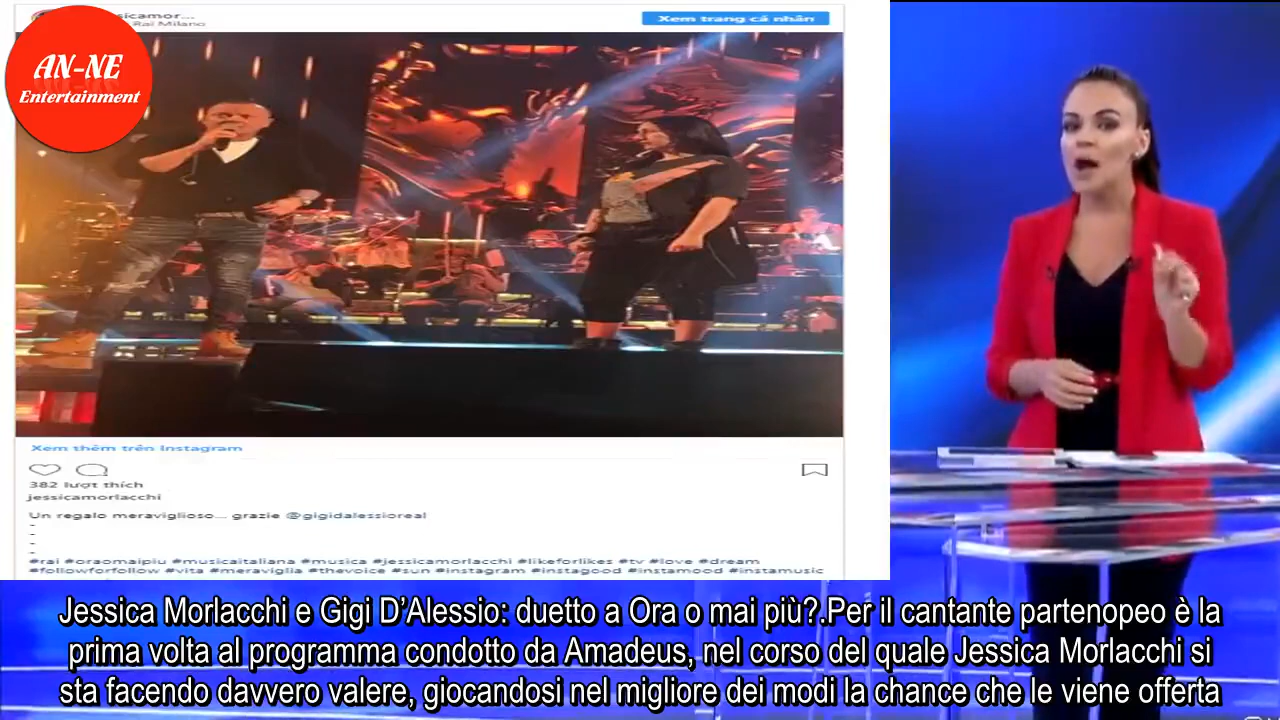 AN-NE
Entertainment
Rai Milano
Xem trang cá nhân
Xem thêm trên Instagram
382 lượt thích
jessicamorlacchi
Un regalo meraviglioso... grazie @gigidalessioreal
-
-
-
-
#rai #oraomaipiu #musicaitaliana #musica #jessicamorlacchi #likeforlikes #tv #love #dream
#followforfollow #vita #meraviglia #thevoice #sun #instagram #instagood #instamood #instamusic
Jessica Morlacchi e Gigi D’Alessio: duetto a Ora o mai più?.Per il cantante partenopeo è la
prima volta al programma condotto da Amadeus, nel corso del quale Jessica Morlacchi si
sta facendo davvero valere, giocandosi nel migliore dei modi la chance che le viene offerta